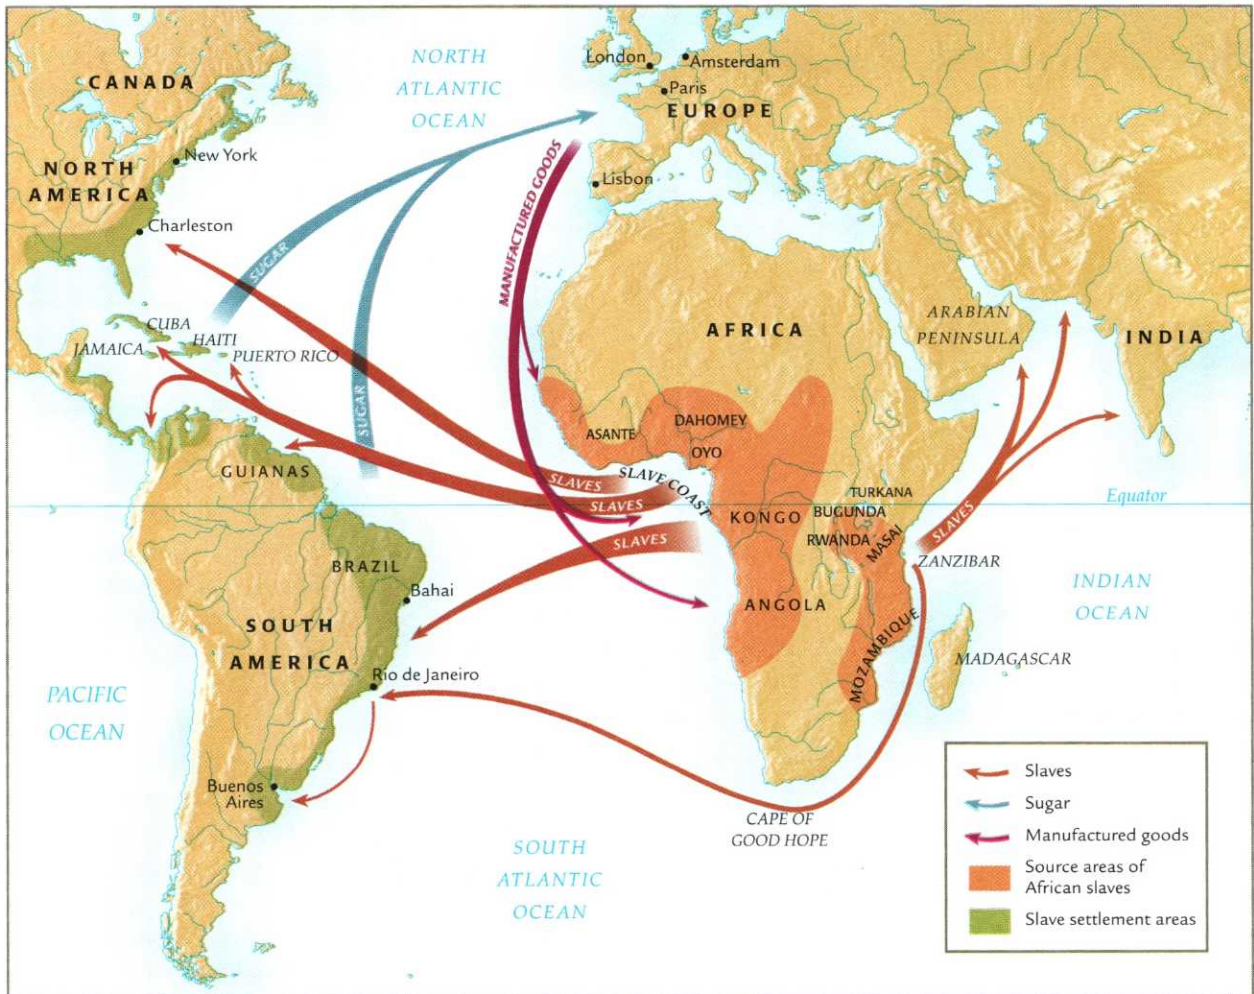 NORTH
ATLANTIC
OCEAN
London
Amsterdam
Paris
EUROPE
CANADA
New York
NORTH
AMERICA
Lisbon
MANUFACTURED GOODS
Charleston
SUGAR
CUBA
HAITI
JAMAICA
PUERTO RICO
AFRICA
ARABIAN
PENINSULA
INDIA
SUGAR
DAHOMEY
ASANTE
OYO
GUIANAS
SLAVES
SLAVE COAST
SLAVES
TURKANA
Equator
BUGUNDA
KONGO
SLAVES
RWANDA
MASAI
SLAVES
ZANZIBAR
BRAZIL
Bahai
ANGOLA
INDIAN
OCEAN
SOUTH
AMERICA
MOZAMBIQUE
MADAGASCAR
Rio de Janeiro
PACIFIC
OCEAN
Buenos
Aires
CAPE OF
GOOD HOPE
SOUTH
ATLANTIC
OCEAN
Slaves
Sugar
Manufactured goods
Source areas of
African slaves
Slave settlement areas